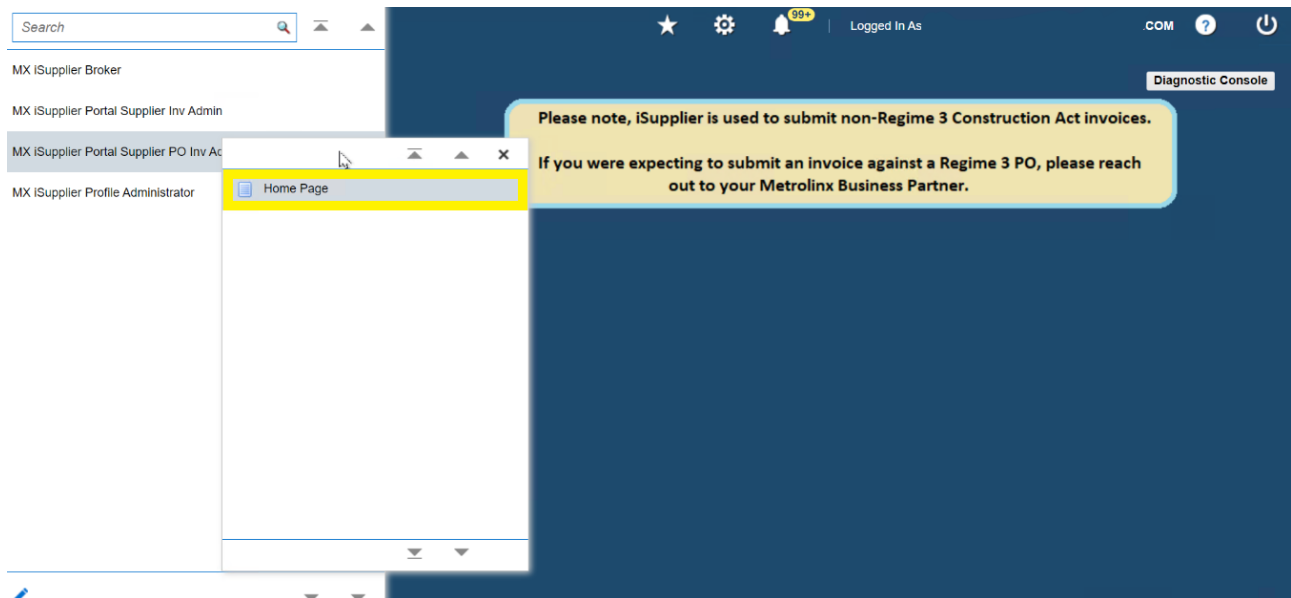 Search
99+
Logged In As
.COM
?
MX iSupplier Broker
Diagnostic Console
MX iSupplier Portal Supplier Inv Admin
Please note, iSupplier is used to submit non-Regime 3 Construction Act invoices.
MX iSupplier Portal Supplier PO Inv Ad
If you were expecting to submit an invoice against a Regime 3 PO, please reach
out to your Metrolinx Business Partner.
MX iSupplier Profile Administrator
Home Page